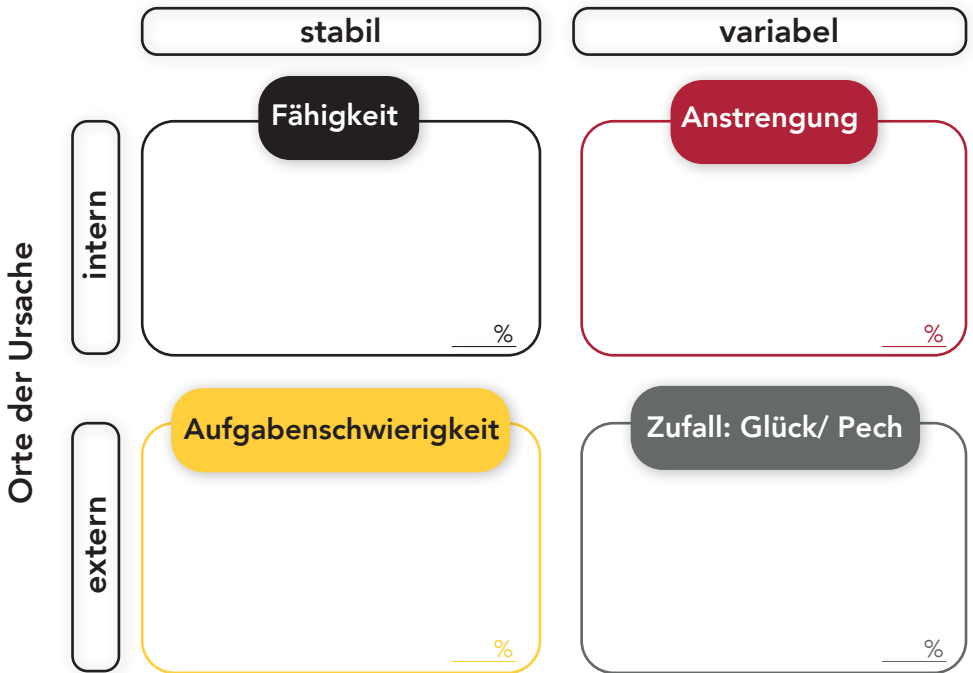 stabil
variabel
Orte der Ursache
intern
Fähigkeit
%
Anstrengung
%
extern
Aufgabenschwierigkeit
%
Zufall: Glück/ Pech
%